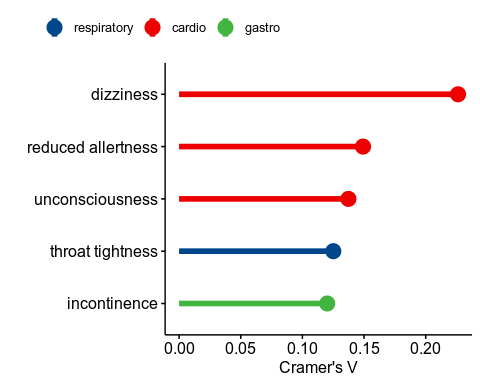 respiratory cardio gastro
dizziness
reduced allertness
unconsciousness
throat tightness
incontinence
0.00 0.05 0.10 0.15 0.20
Cramer's V